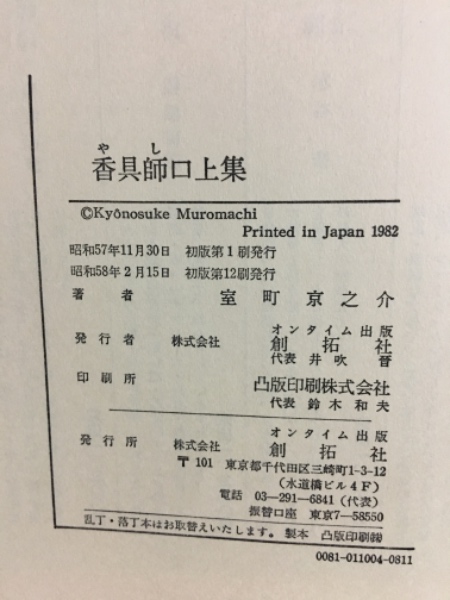 やし
香具師口上集
©Kyônosuke Muromachi
Printed in Japan 1982
昭和57年11月30日 初版第1刷発行
昭和58年2月15日 初版第12刷発行
著者 室町京之介
オンタイム出版
発行者 株式会社 創拓社
代表 井吹晉
印刷所 凸版印刷株式会社
代表 鈴木和夫
オンタイム出版
発行所 株式会社 創拓社
〒101 東京都千代田区三崎町1-3-12
(水道橋ビル4F)
電話 03-291-6841(代表)
振替口座 東京7-58550
乱丁・落丁本はお取替えいたします。 製本 凸版印刷㈱
0081-011004-0811